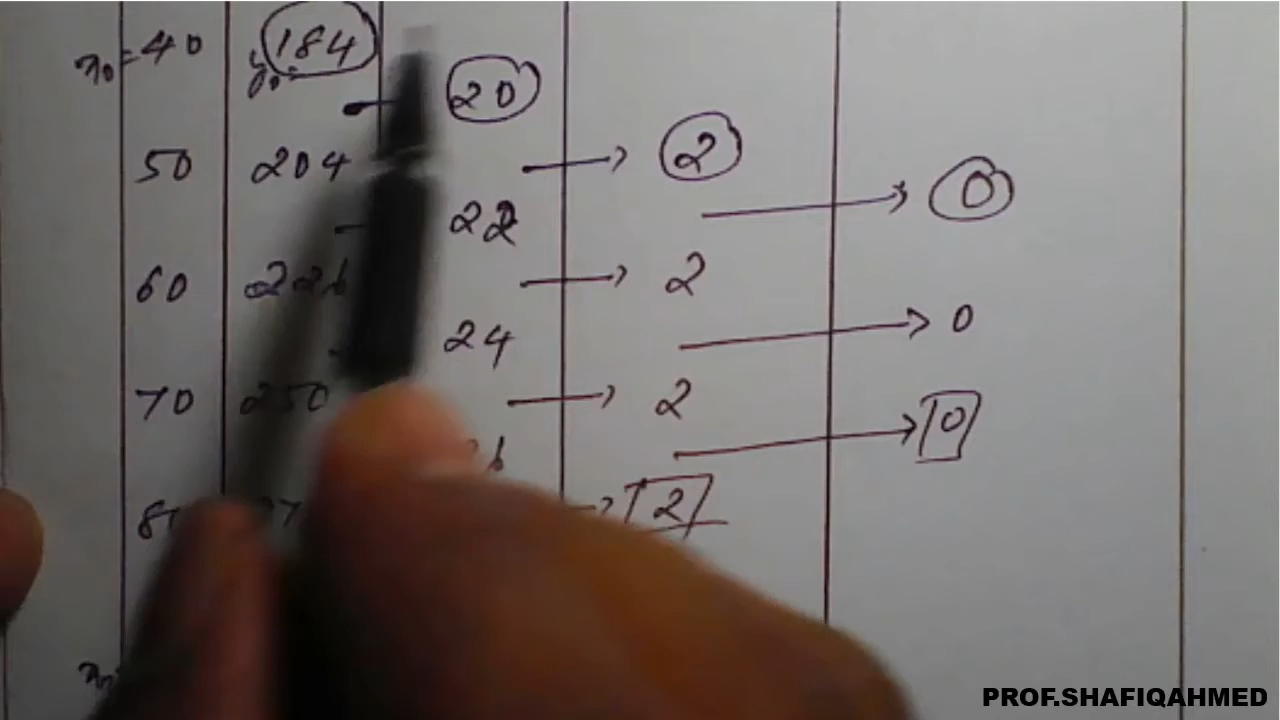 x₀=40 y₀=184
20
50 204 → 2
22 → 0
60 226 → 2
24 → 0
70 250 → 2
→ 0
→ 2
PROF.SHAFIQAHMED